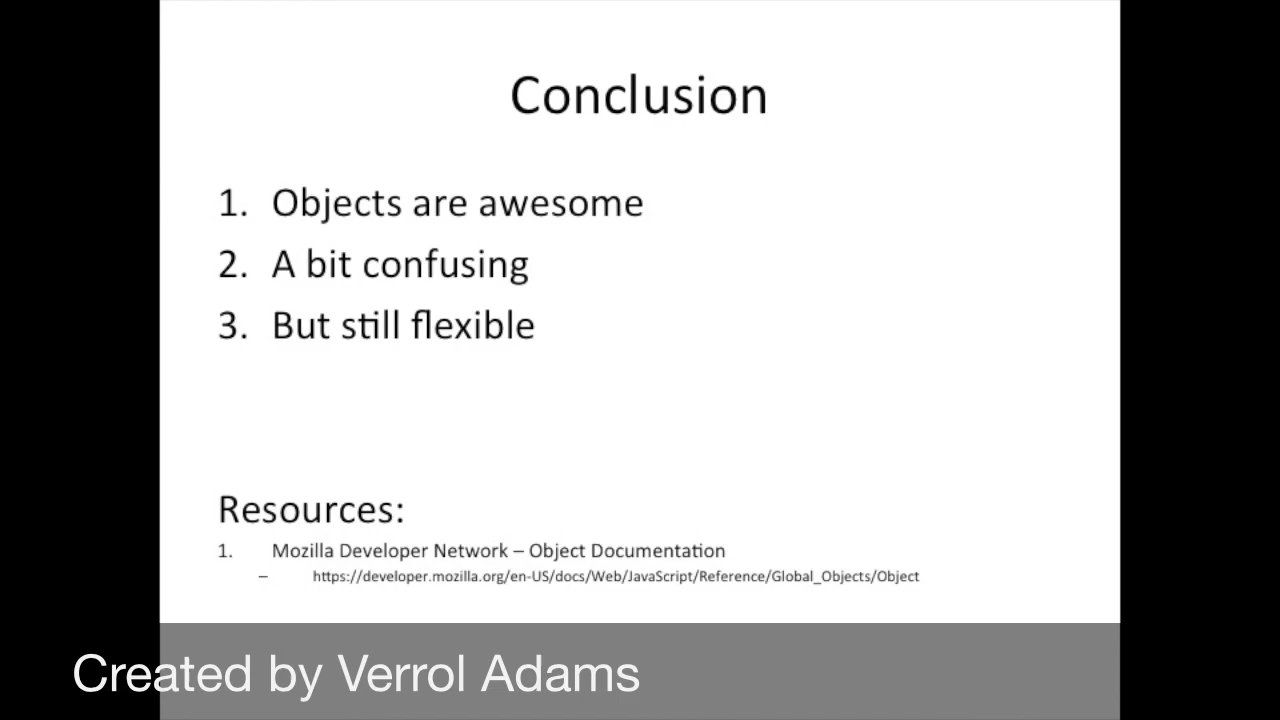 Conclusion
1. Objects are awesome
2. A bit confusing
3. But still flexible
Resources:
1. Mozilla Developer Network – Object Documentation
– https://developer.mozilla.org/en-US/docs/Web/JavaScript/Reference/Global_Objects/Object
Created by Verrol Adams